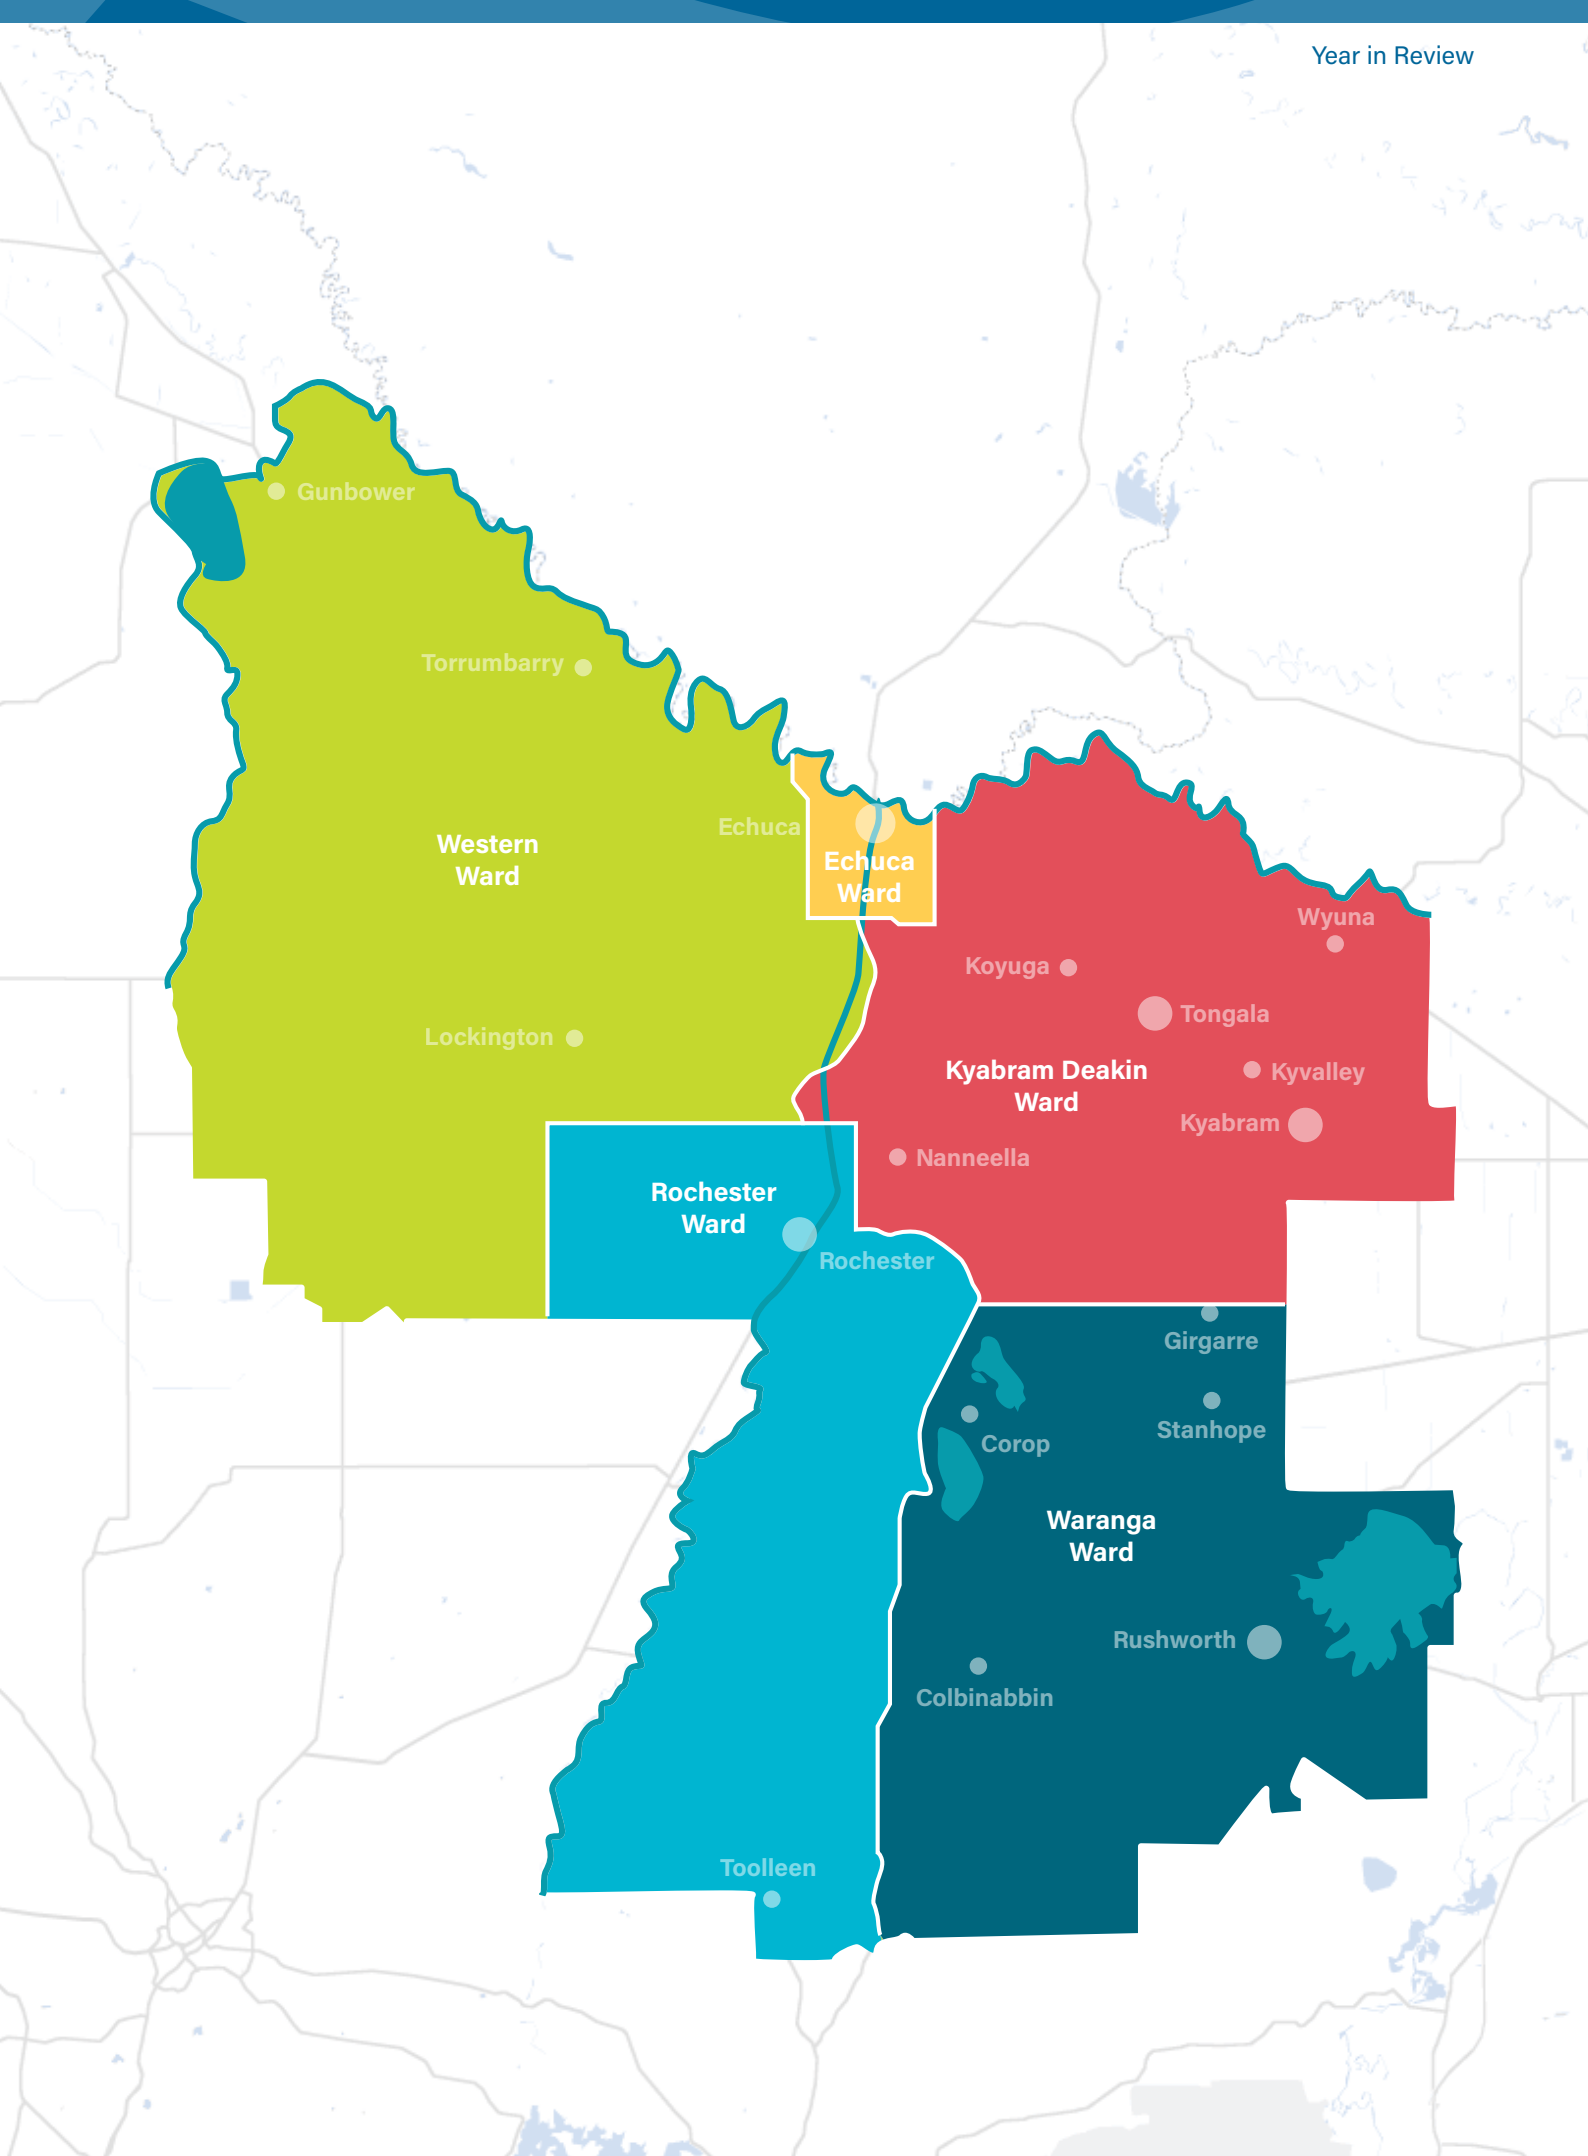 Year in Review
Gunbower
Torrumbarry
Echuca
Western
Ward
Echuca
Ward
Wyuna
Koyuga
Tongala
Lockington
Kyabram Deakin
Ward
Kyvalley
Kyabram
Nanneella
Rochester
Ward
Rochester
Girgarre
Stanhope
Corop
Waranga
Ward
Rushworth
Colbinabbin
Toolleen